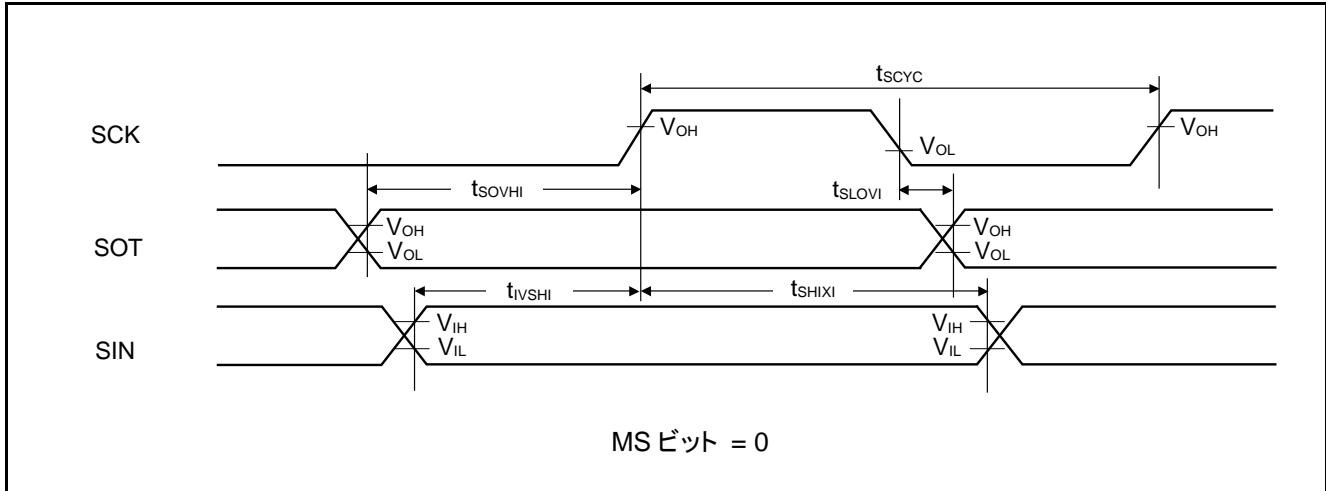 tSCYC
SCK
VOH
VOL
VOH
tSOVHI
tSLOVI
SOT
VOH
VOL
VOH
VOL
tIVSHI
tSHIXI
SIN
VIH
VIL
VIH
VIL
MS ビット = 0